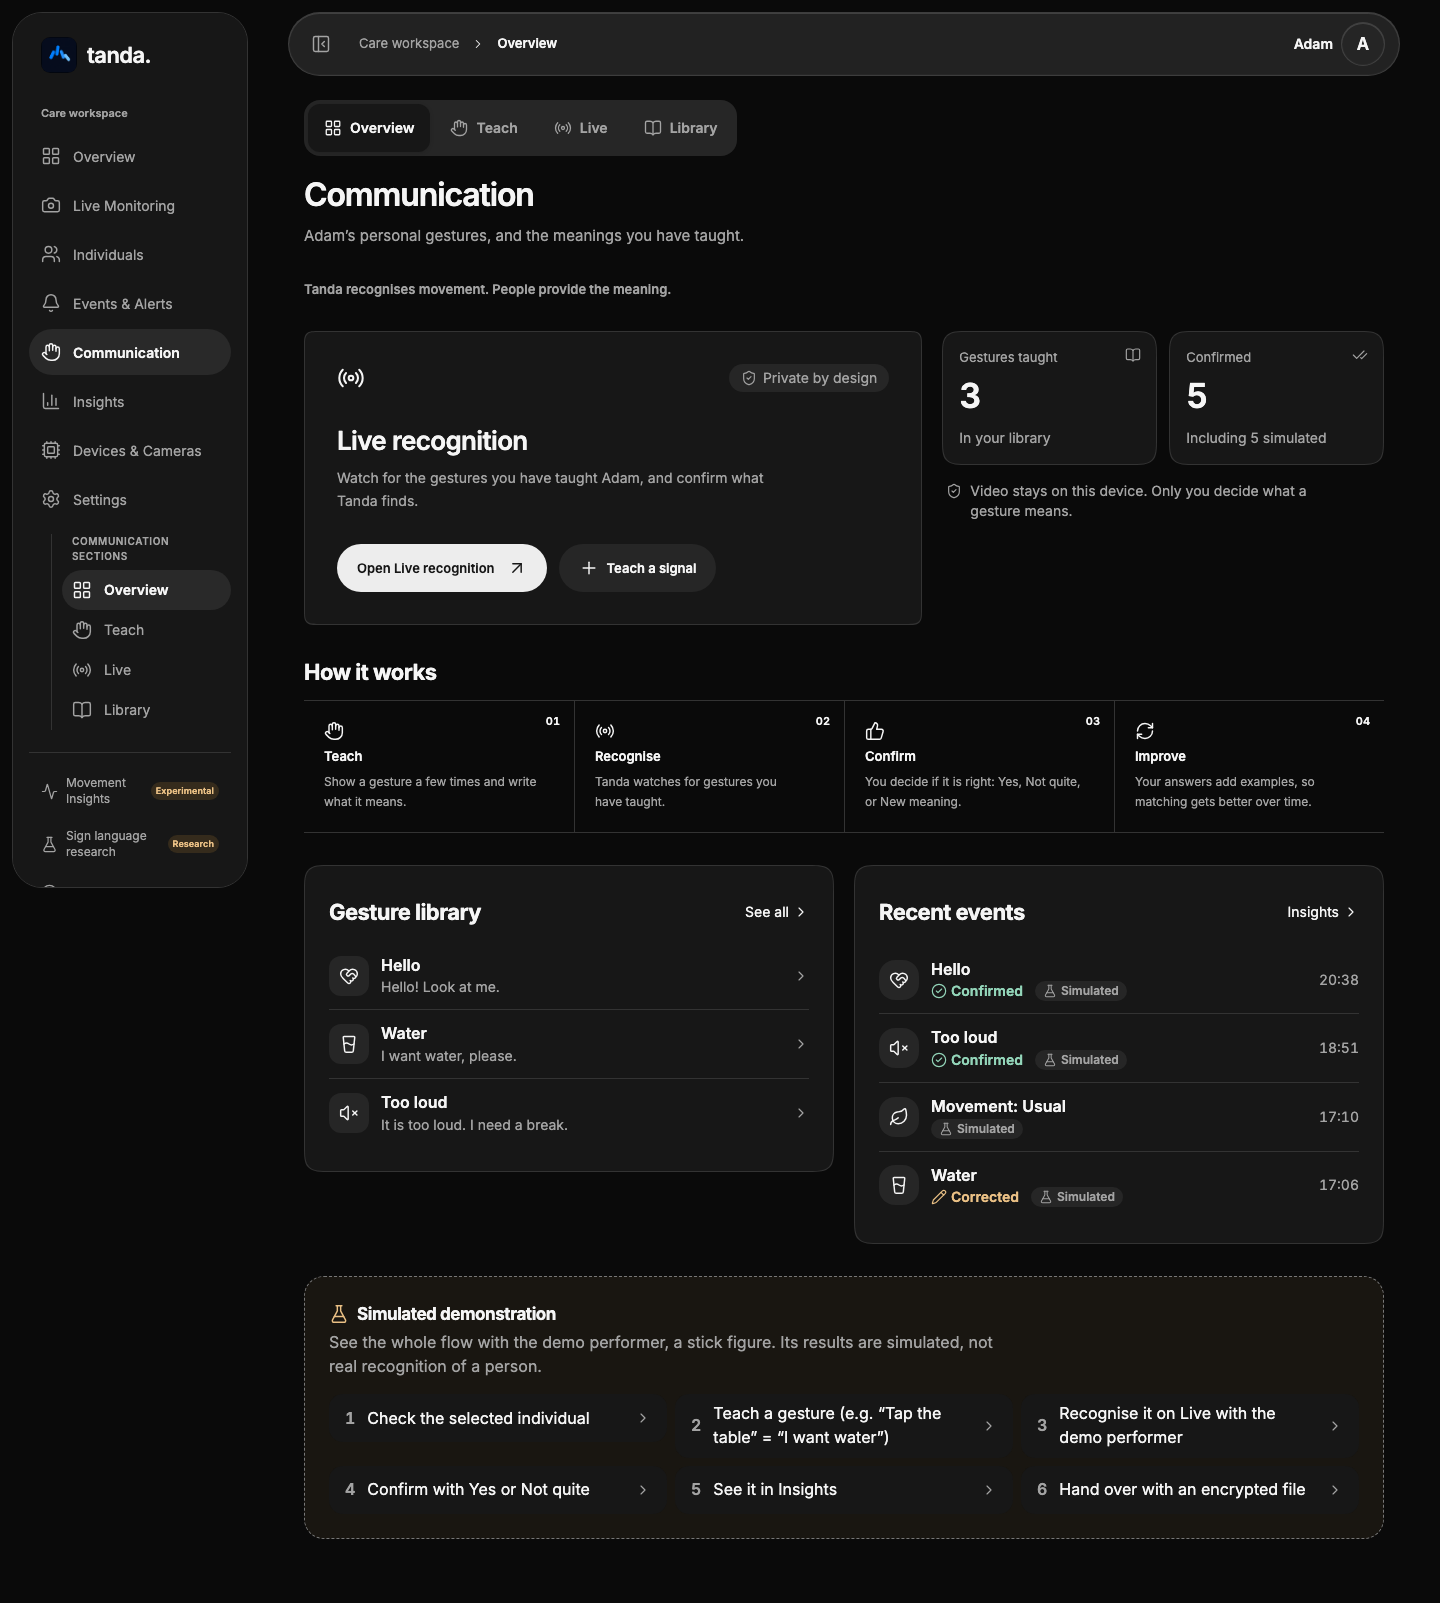 tanda.
Care workspace
Overview
Live Monitoring
Individuals
Events & Alerts
Communication
Insights
Devices & Cameras
Settings
COMMUNICATION
SECTIONS
Overview
Teach
Live
Library
Movement
Insights
Experimental
Sign language
research
Research
Care workspace
Overview
Adam
A
Overview
Teach
Live
Library
Communication
Adam’s personal gestures, and the meanings you have taught.
Tanda recognises movement. People provide the meaning.
Private by design
Live recognition
Watch for the gestures you have taught Adam, and confirm what
Tanda finds.
Open Live recognition
Teach a signal
Gestures taught
3
In your library
Confirmed
5
Including 5 simulated
Video stays on this device. Only you decide what a
gesture means.
How it works
01
Teach
Show a gesture a few times and write
what it means.
02
Recognise
Tanda watches for gestures you
have taught.
03
Confirm
You decide if it is right: Yes, Not quite,
or New meaning.
04
Improve
Your answers add examples, so
matching gets better over time.
Gesture library
See all
Hello
Hello! Look at me.
Water
I want water, please.
Too loud
It is too loud. I need a break.
Recent events
Insights
Hello
Confirmed
Simulated
20:38
Too loud
Confirmed
Simulated
18:51
Movement: Usual
Simulated
17:10
Water
Corrected
Simulated
17:06
Simulated demonstration
See the whole flow with the demo performer, a stick figure. Its results are simulated, not
real recognition of a person.
1 Check the selected individual
2 Teach a gesture (e.g. “Tap the
table” = “I want water”)
3 Recognise it on Live with the
demo performer
4 Confirm with Yes or Not quite
5 See it in Insights
6 Hand over with an encrypted file